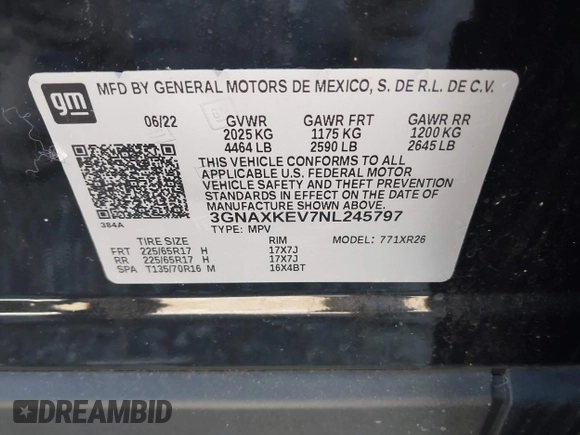 gm
MFD BY GENERAL MOTORS DE MEXICO, S. DE R.L. DE C.V.
06/22 GVWR GAWR FRT GAWR RR
2025 KG 1175 KG 1200 KG
4464 LB 2590 LB 2645 LB
THIS VEHICLE CONFORMS TO ALL
APPLICABLE U.S. FEDERAL MOTOR
VEHICLE SAFETY AND THEFT PREVENTION
STANDARDS IN EFFECT ON THE DATE OF
MANUFACTURE SHOWN ABOVE.
3GNAXKEV7NL245797
384A TYPE: MPV
TIRE SIZE RIM MODEL: 771XR26
FRT 225/65R17 H 17X7J
RR 225/65R17 H 17X7J
SPA T135/70R16 M 16X4BT
DREAMBID